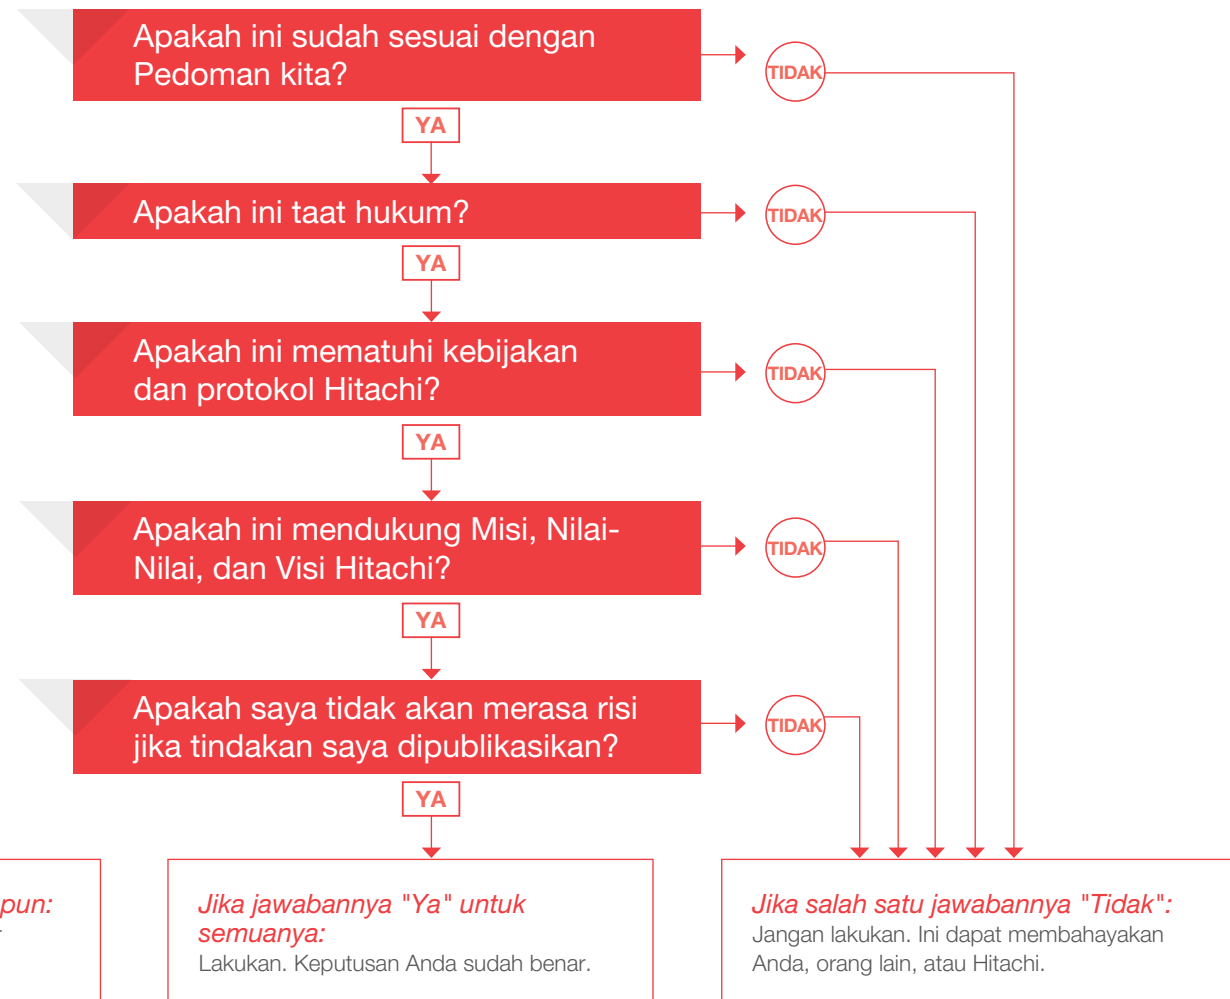 Apakah ini sudah sesuai dengan
Pedoman kita?
TIDAK
YA
Apakah ini taat hukum?
TIDAK
YA
Apakah ini mematuhi kebijakan
dan protokol Hitachi?
TIDAK
YA
Apakah ini mendukung Misi, Nilai-
Nilai, dan Visi Hitachi?
TIDAK
YA
Apakah saya tidak akan merasa risi
jika tindakan saya dipublikasikan?
TIDAK
YA
pun:
Jika jawabannya "Ya" untuk
semuanya:
Lakukan. Keputusan Anda sudah benar.
Jika salah satu jawabannya "Tidak":
Jangan lakukan. Ini dapat membahayakan
Anda, orang lain, atau Hitachi.